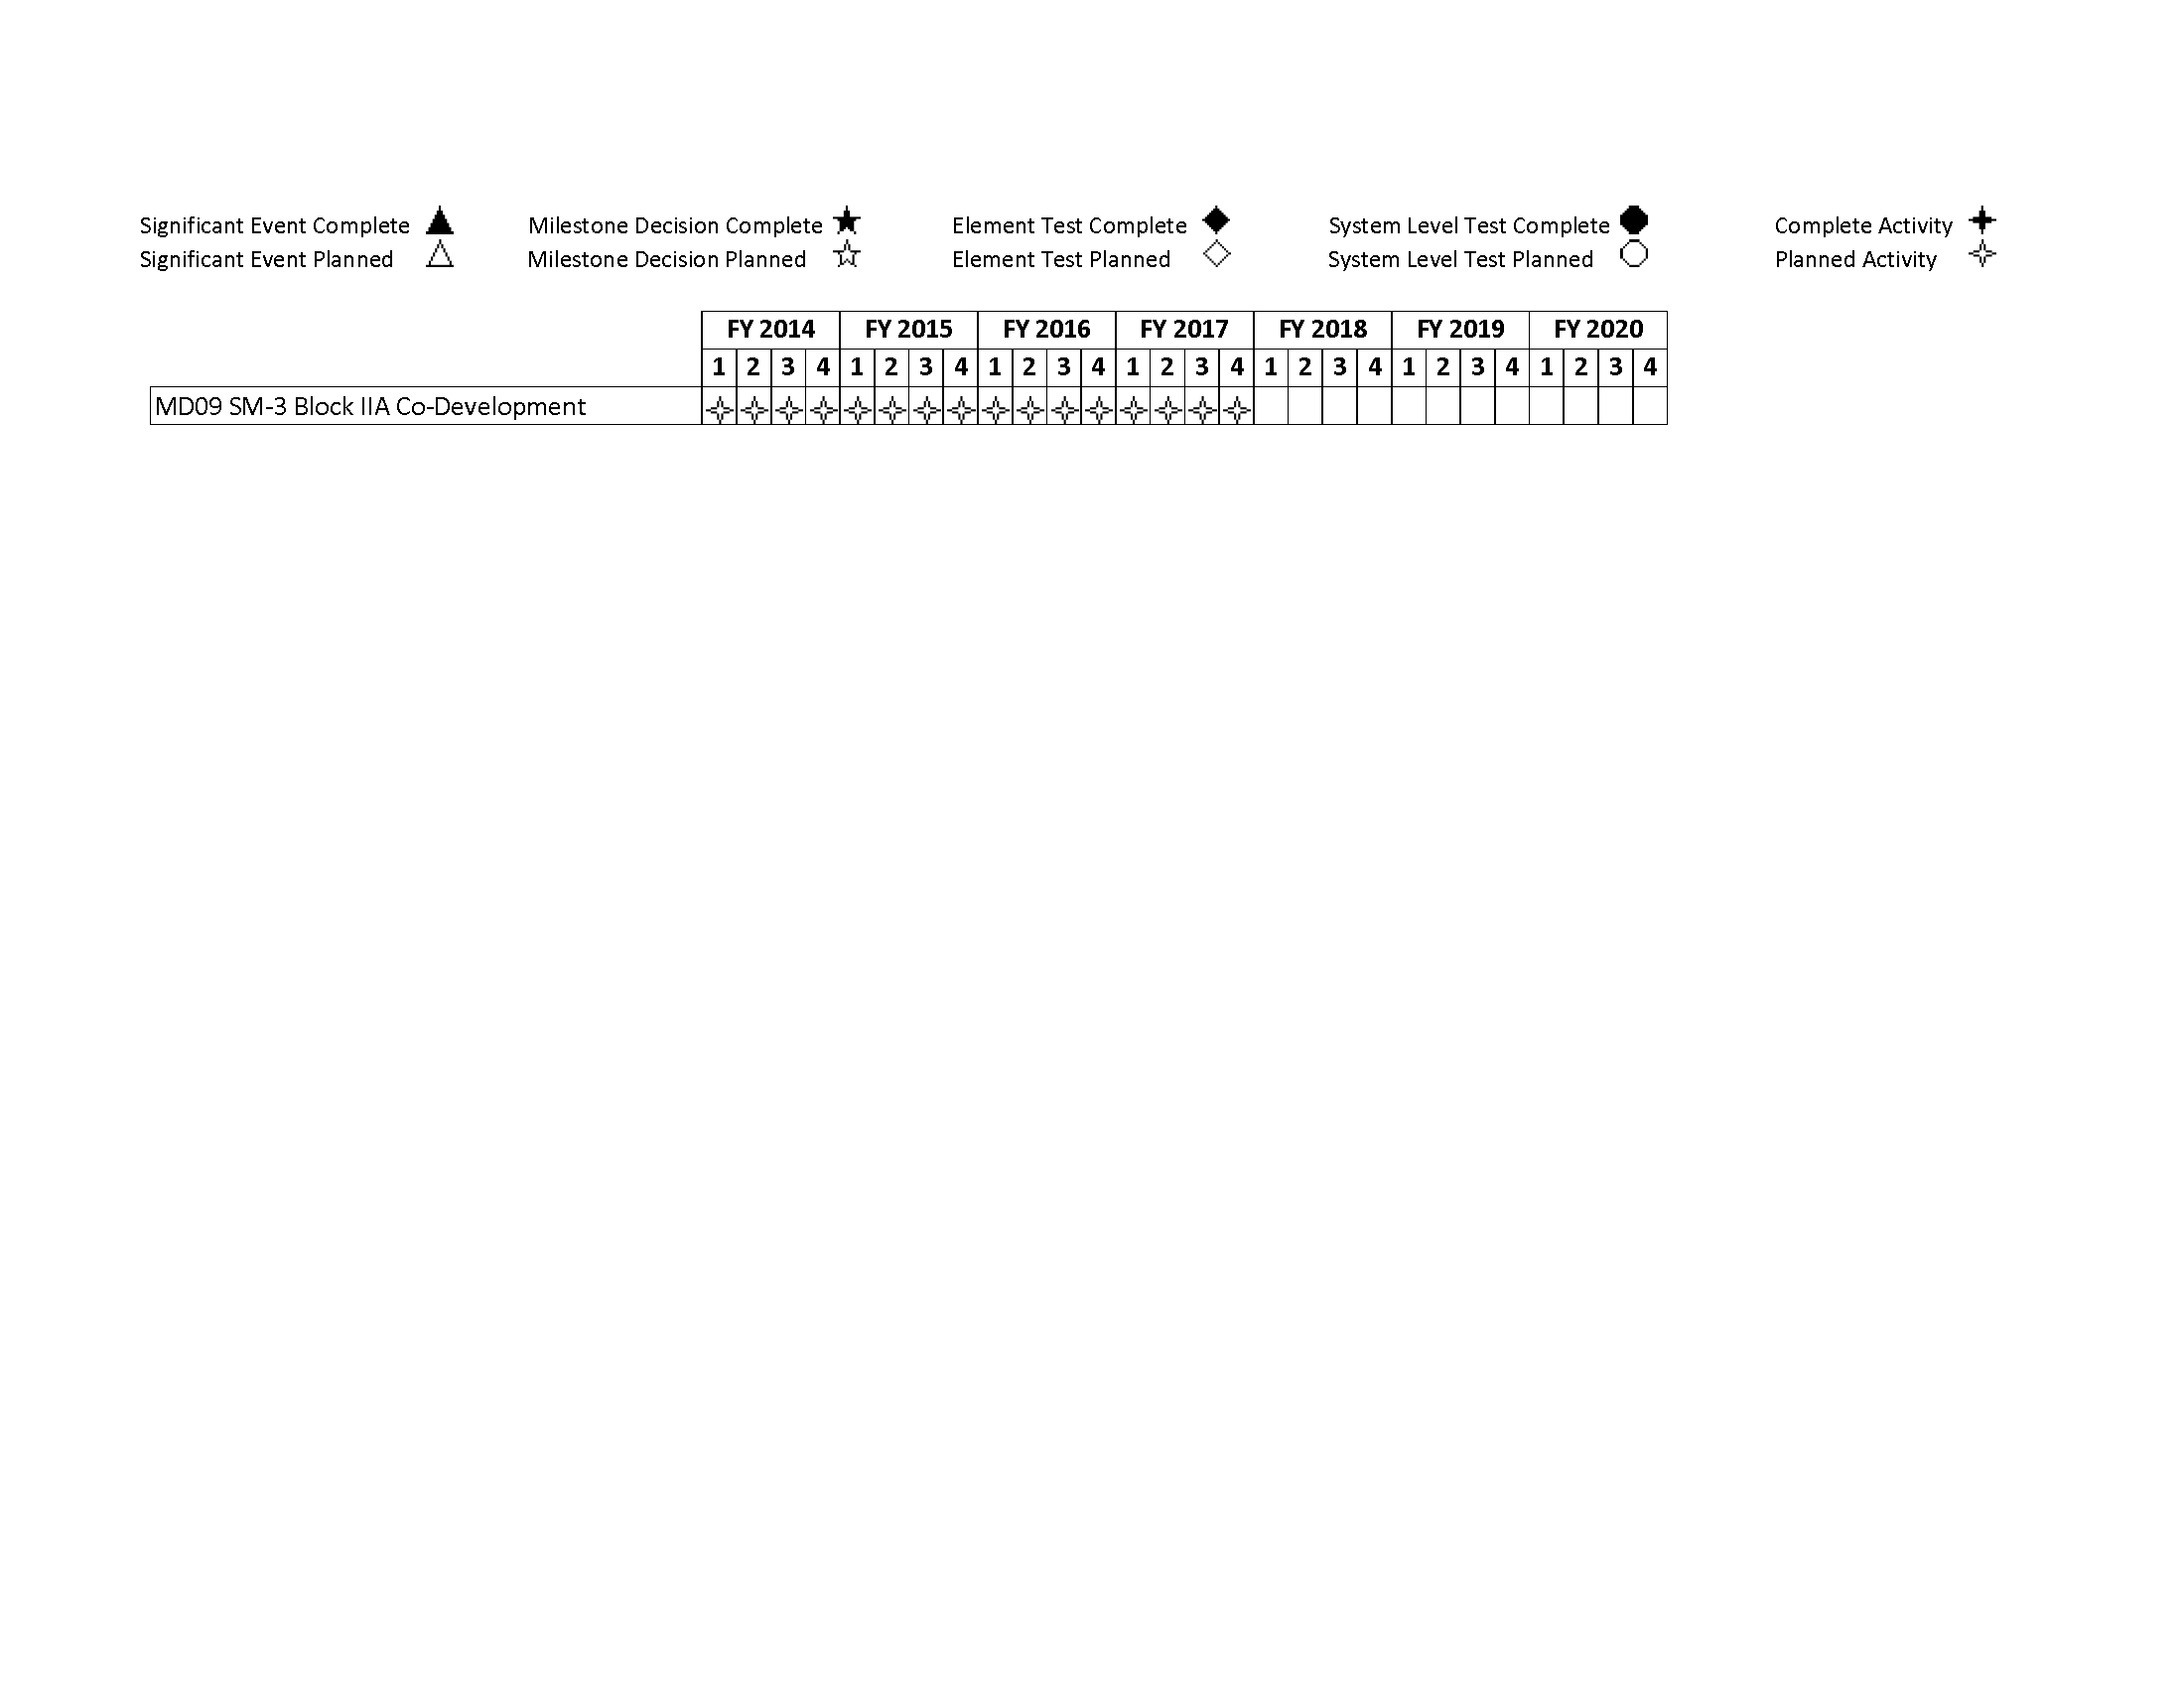 Significant Event Complete Milestone Decision Complete Element Test Complete System Level Test Complete Complete Activity
Significant Event Planned Milestone Decision Planned Element Test Planned System Level Test Planned Planned Activity
FY 2014 FY 2015 FY 2016 FY 2017 FY 2018 FY 2019 FY 2020
1 2 3 4 1 2 3 4 1 2 3 4 1 2 3 4 1 2 3 4 1 2 3 4 1 2 3 4
MD09 SM-3 Block IIA Co-Development